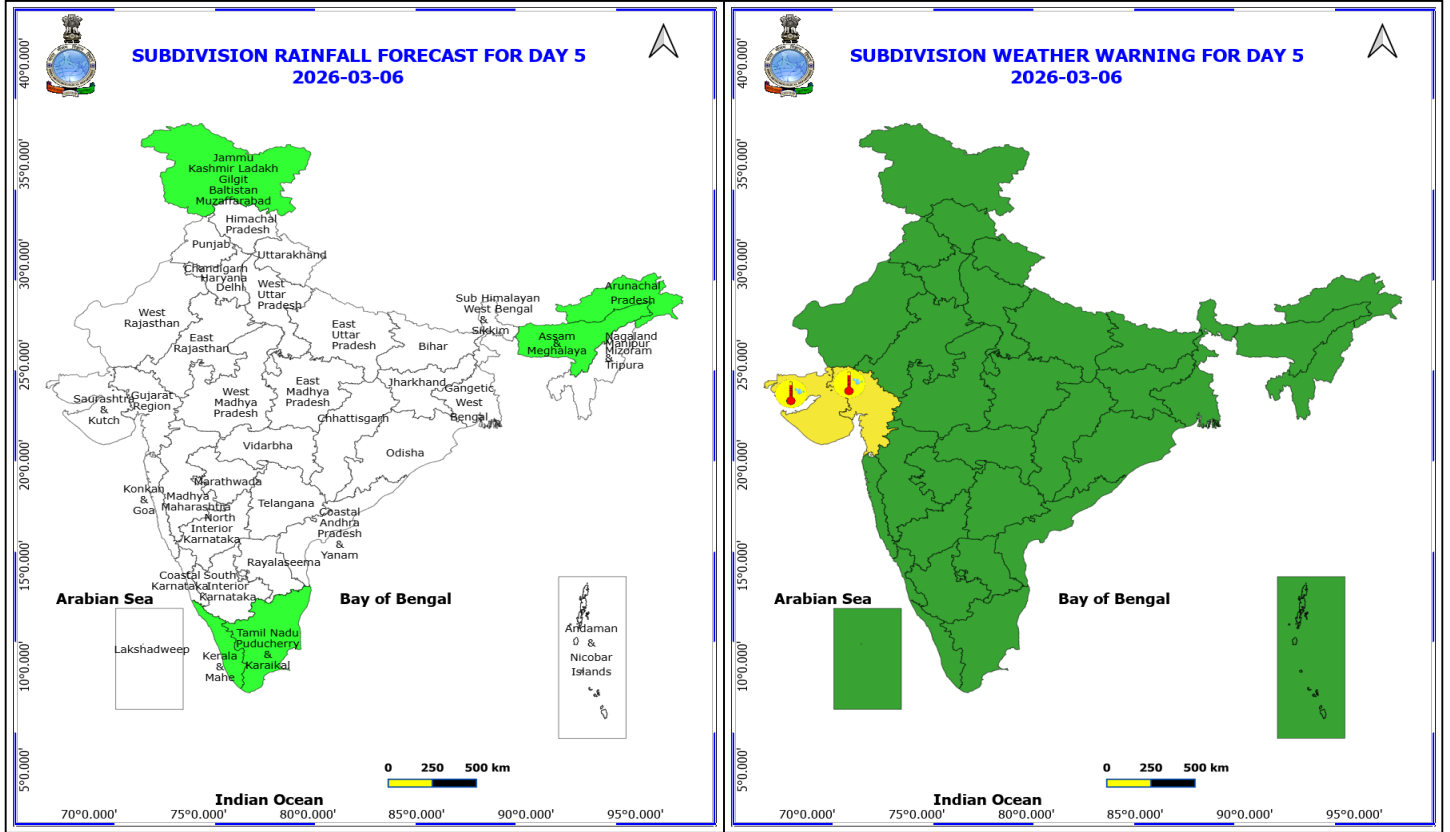 SUBDIVISION RAINFALL FORECAST FOR DAY 5
2026-03-06
40°0.000'
35°0.000'
30°0.000'
25°0.000'
20°0.000'
15°0.000'
10°0.000'
5°0.000'
Jammu
Kashmir Ladakh
Gilgit
Baltistan
Muzaffarabad
Himachal
Pradesh
Punjab
Uttarakhand
Chandigarh
Haryana
Delhi
West
Uttar
Pradesh
Arunachal
Pradesh
Sub Himalayan
West Bengal
&
Sikkim
West
Rajasthan
East
Rajasthan
East
Uttar
Pradesh
Bihar
Assam
&
Meghalaya
Nagaland
Manipur
Mizoram
&
Tripura
Saurashtra
&
Kutch
Gujarat
Region
West
Madhya
Pradesh
East
Madhya
Pradesh
Jharkhand
Gangetic
West
Bengal
Chhattisgarh
Vidarbha
Odisha
Konkan
&
Goa
Madhya
Maharashtra
Marathwada
Telangana
North
Interior
Karnataka
Coastal
Andhra
Pradesh
&
Yanam
Rayalaseema
Coastal
Karnataka
South
Interior
Karnataka
Arabian Sea
Bay of Bengal
Lakshadweep
Kerala
&
Mahe
Tamil Nadu
Puducherry
&
Karaikal
Andaman
&
Nicobar
Islands
0 250 500 km
Indian Ocean
70°0.000' 75°0.000' 80°0.000' 85°0.000' 90°0.000' 95°0.000'
SUBDIVISION WEATHER WARNING FOR DAY 5
2026-03-06
40°0.000'
35°0.000'
30°0.000'
25°0.000'
20°0.000'
15°0.000'
10°0.000'
5°0.000'
Arabian Sea
Bay of Bengal
0 250 500 km
Indian Ocean
70°0.000' 75°0.000' 80°0.000' 85°0.000' 90°0.000' 95°0.000'